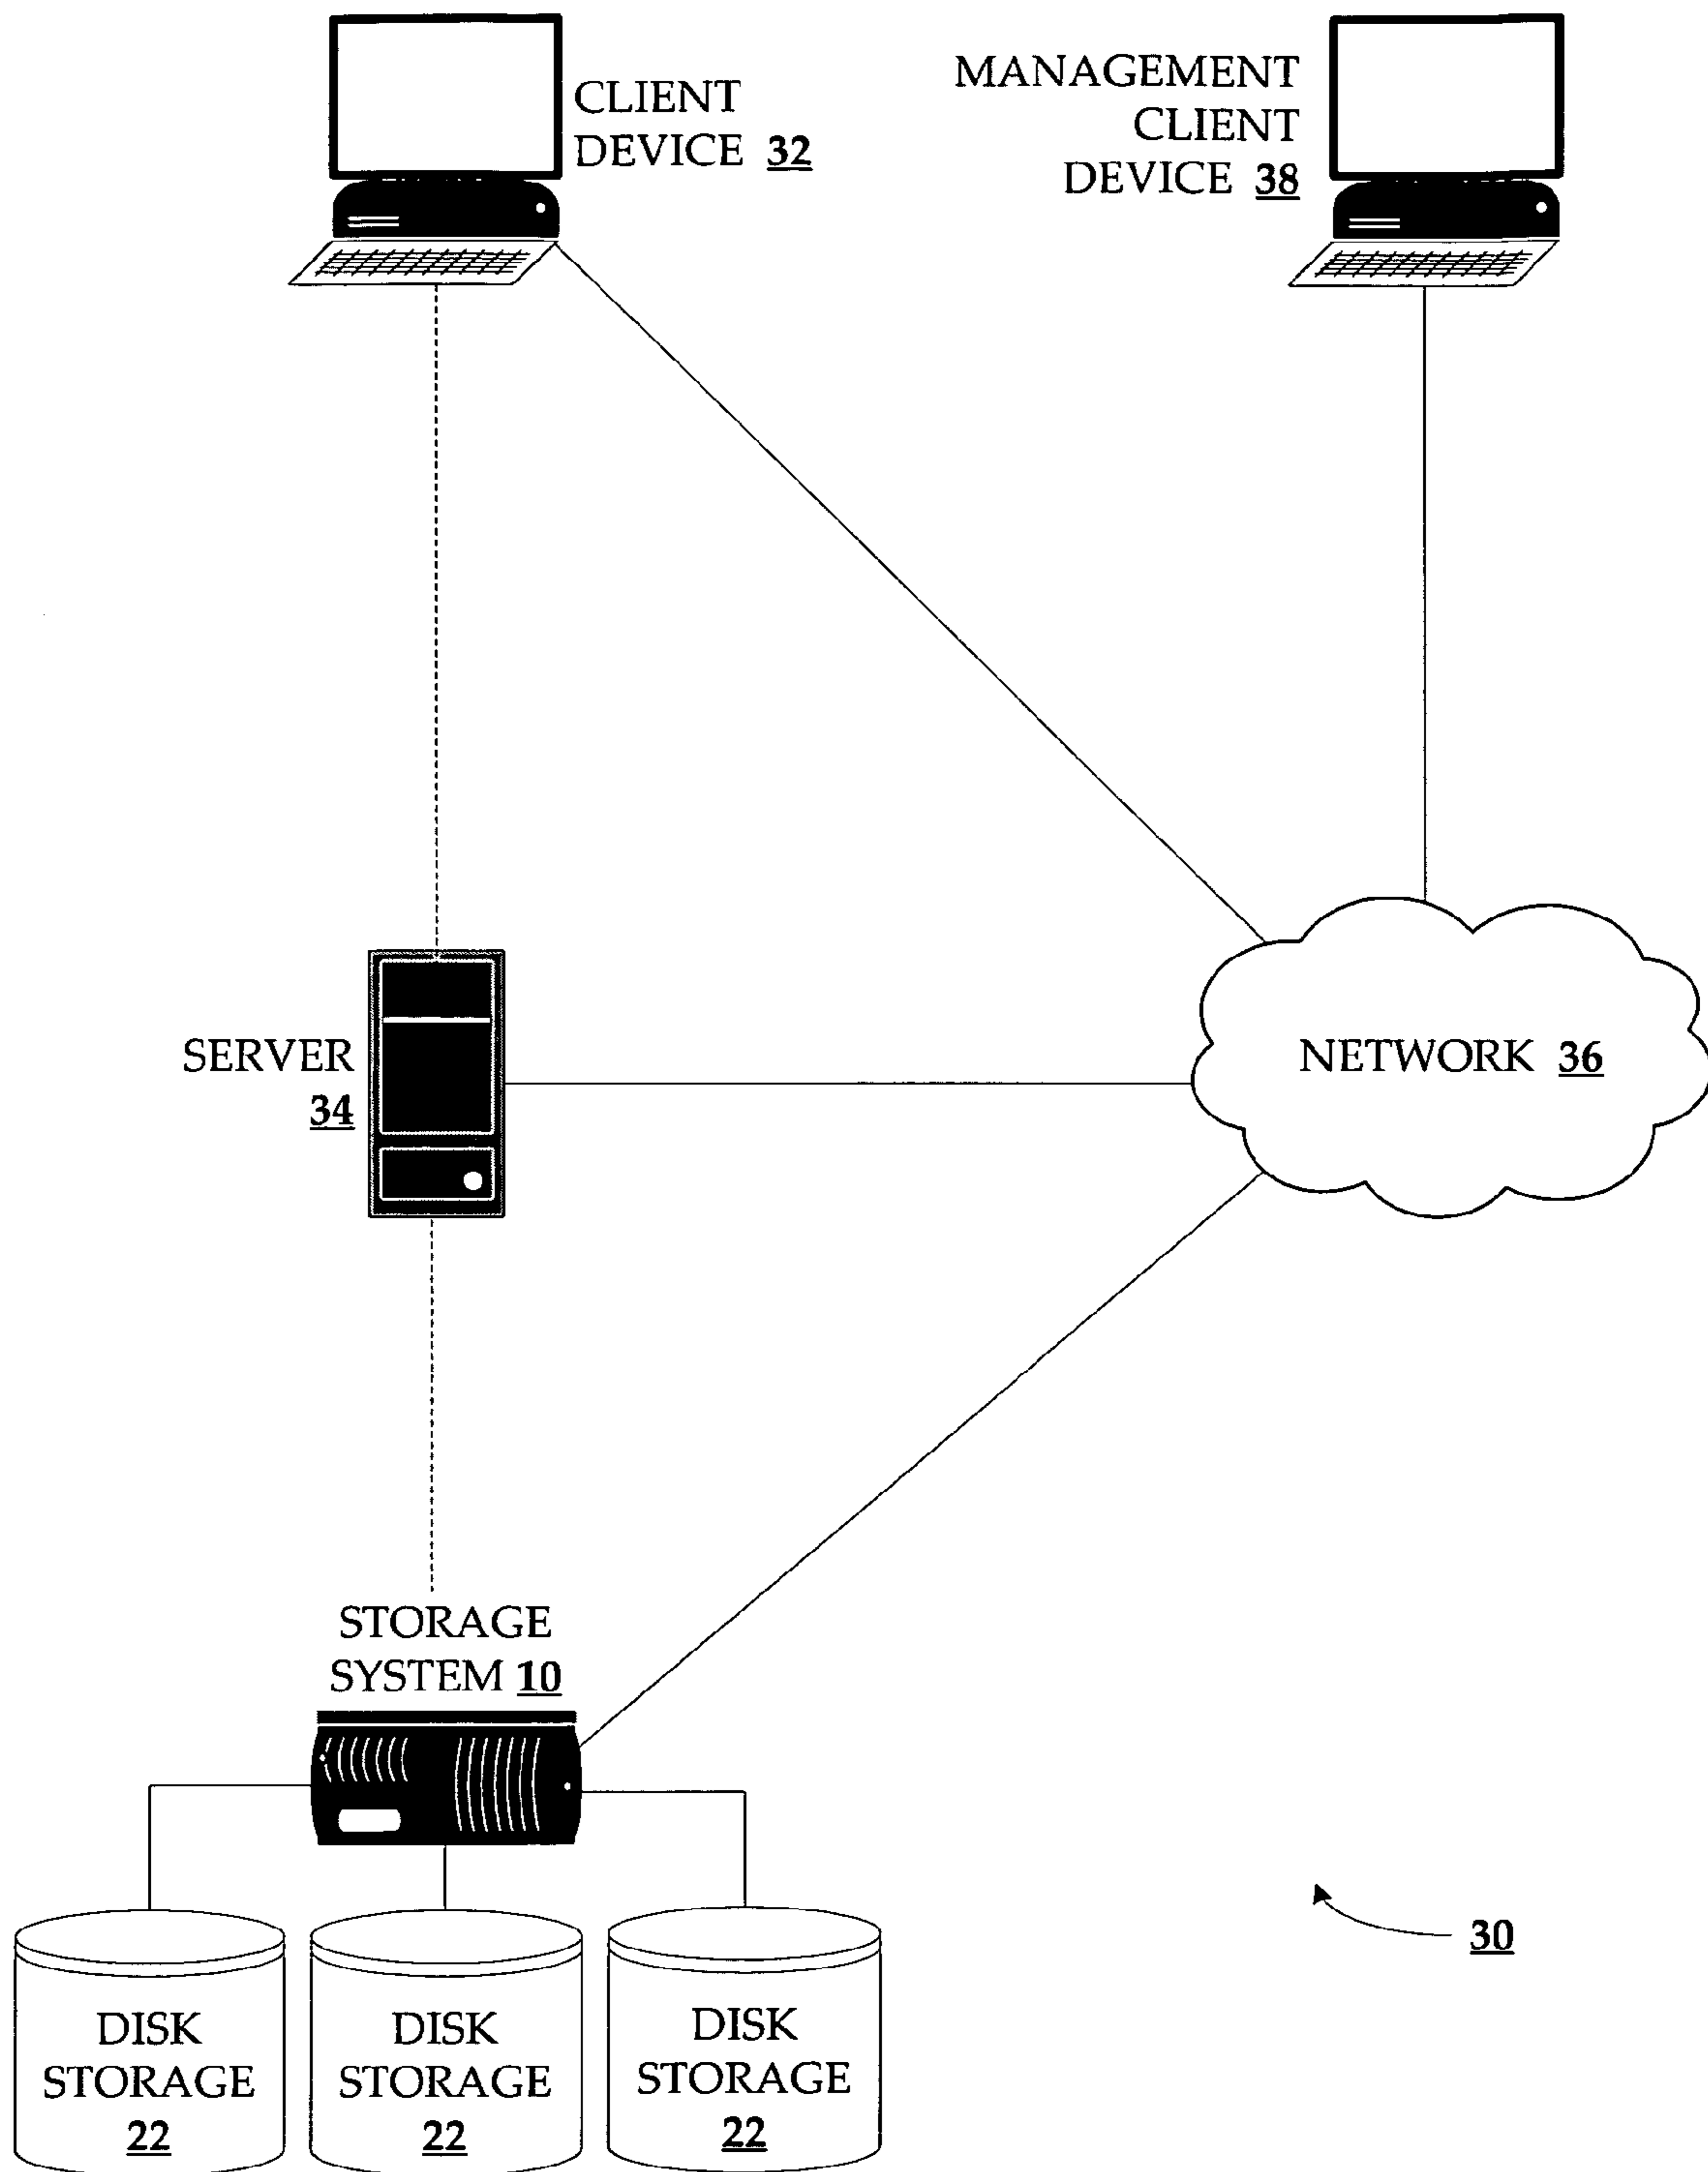 CLIENT
DEVICE 32
MANAGEMENT
CLIENT
DEVICE 38
SERVER
34
NETWORK 36
STORAGE
SYSTEM 10
30
DISK
STORAGE
22
DISK
STORAGE
22
DISK
STORAGE
22